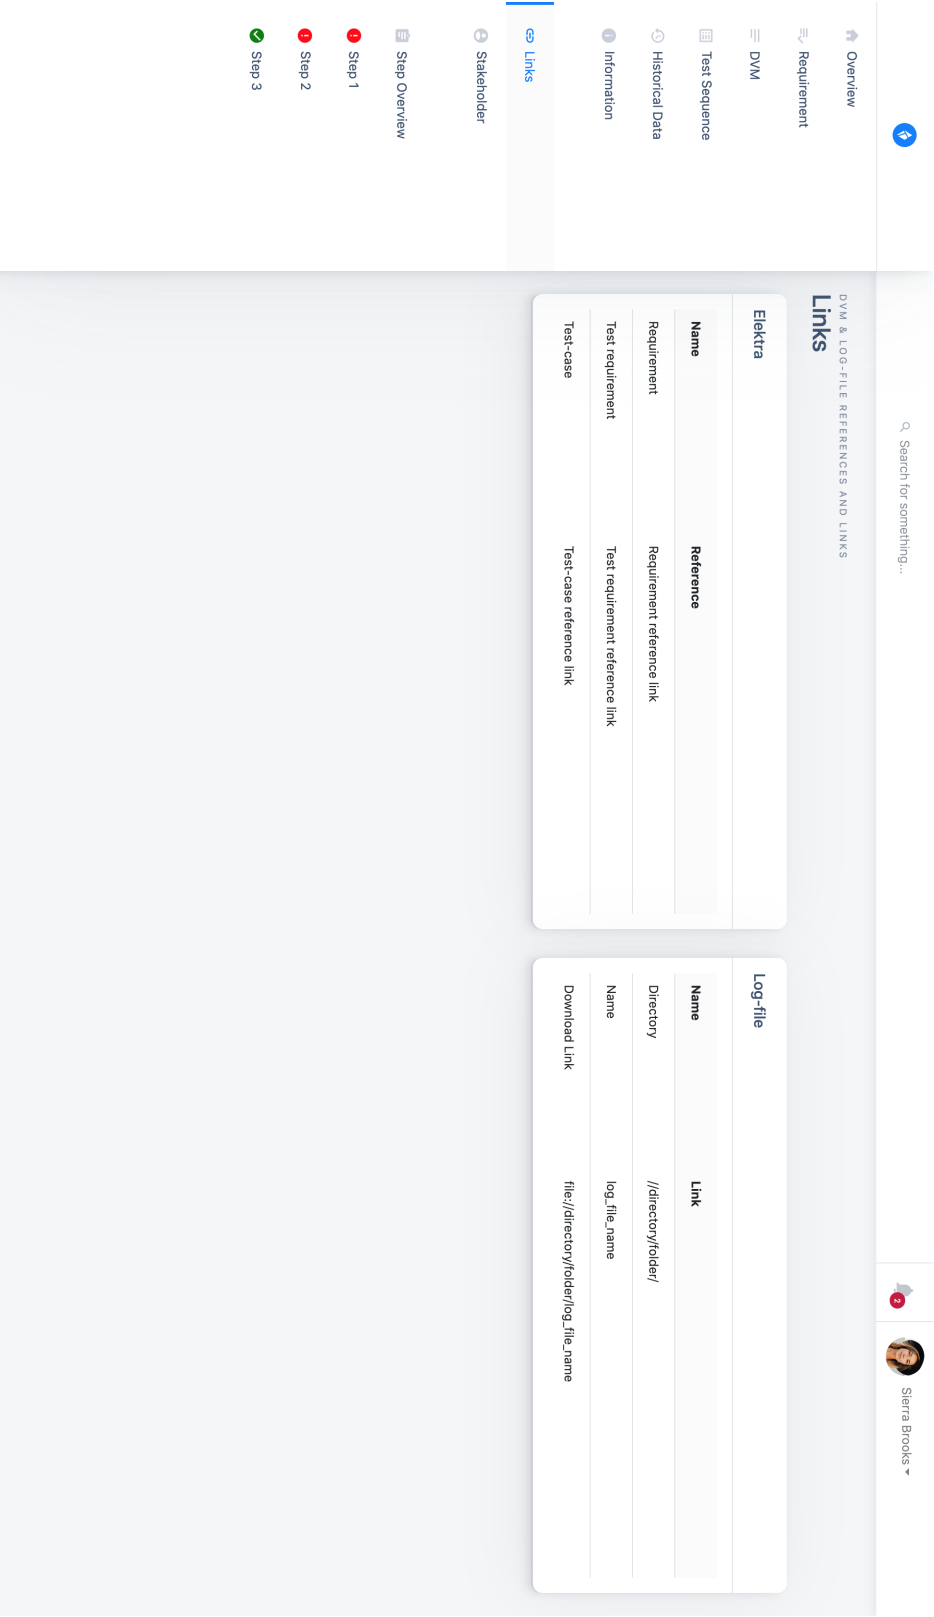 Search for something...
2
Sierra Brooks
Overview
Requirement
DVM
Test Sequence
Historical Data
Information
Links
Stakeholder
Step Overview
Step 1
Step 2
Step 3
DVM & LOG-FILE REFERENCES AND LINKS
Links
Elektra
Name Reference
Requirement Requirement reference link
Test requirement Test requirement reference link
Test-case Test-case reference link
Log-file
Name Link
Directory //directory/folder/
Name log_file_name
Download Link file://directory/folder/log_file_name